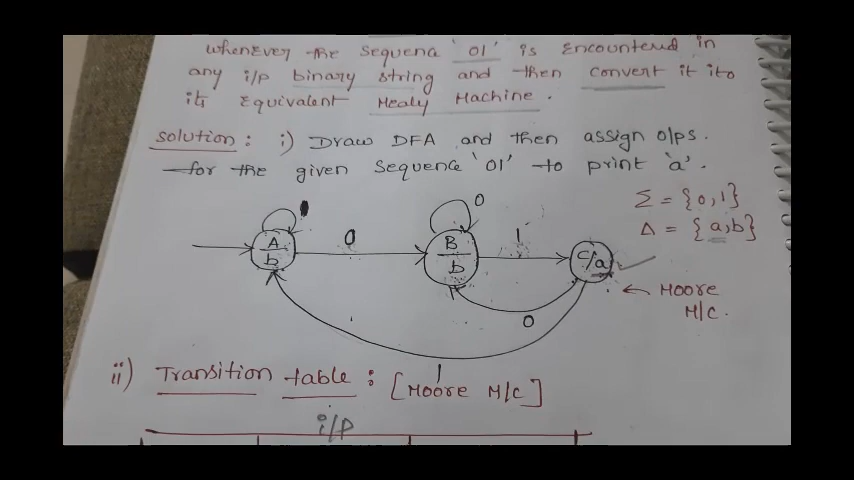 whenever the sequence '01' is encountered in
any i/p binary string and then convert it ito
its equivalent Mealy Machine.
solution: i) Draw DFA and then assign o/ps.
for the given sequence '01' to print 'a'.
Σ = {0,1}
Δ = {a,b}
0
A
b
0
B
b
1
C/a
0
1
← Moore
M/C.
ii) Transition table: [Moore M/C]
i/p